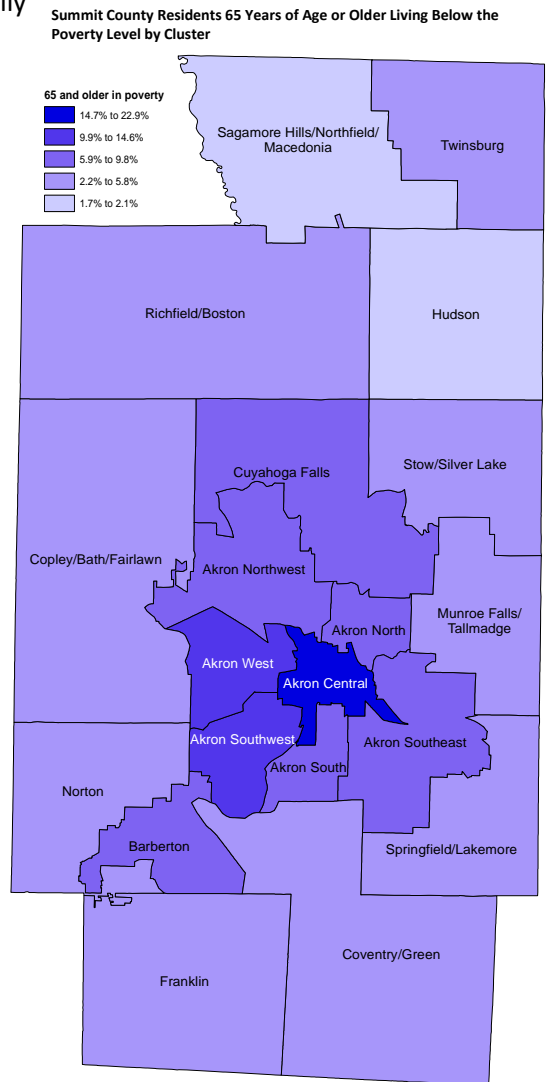 lly
Summit County Residents 65 Years of Age or Older Living Below the
Poverty Level by Cluster
65 and older in poverty
14.7% to 22.9%
9.9% to 14.6%
5.9% to 9.8%
2.2% to 5.8%
1.7% to 2.1%
Sagamore Hills/Northfield/
Macedonia
Twinsburg
Richfield/Boston
Hudson
Cuyahoga Falls
Stow/Silver Lake
Copley/Bath/Fairlawn
Akron Northwest
Munroe Falls/
Tallmadge
Akron North
Akron West
Akron Central
Akron Southwest
Akron Southeast
Akron South
Norton
Barberton
Springfield/Lakemore
Coventry/Green
Franklin